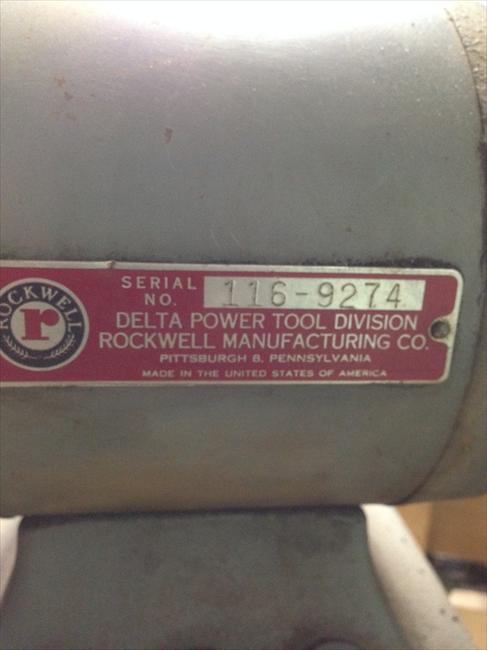 ROCKWELL
r
SERIAL
NO. 116-9274
DELTA POWER TOOL DIVISION
ROCKWELL MANUFACTURING CO.
PITTSBURGH 8, PENNSYLVANIA
MADE IN THE UNITED STATES OF AMERICA